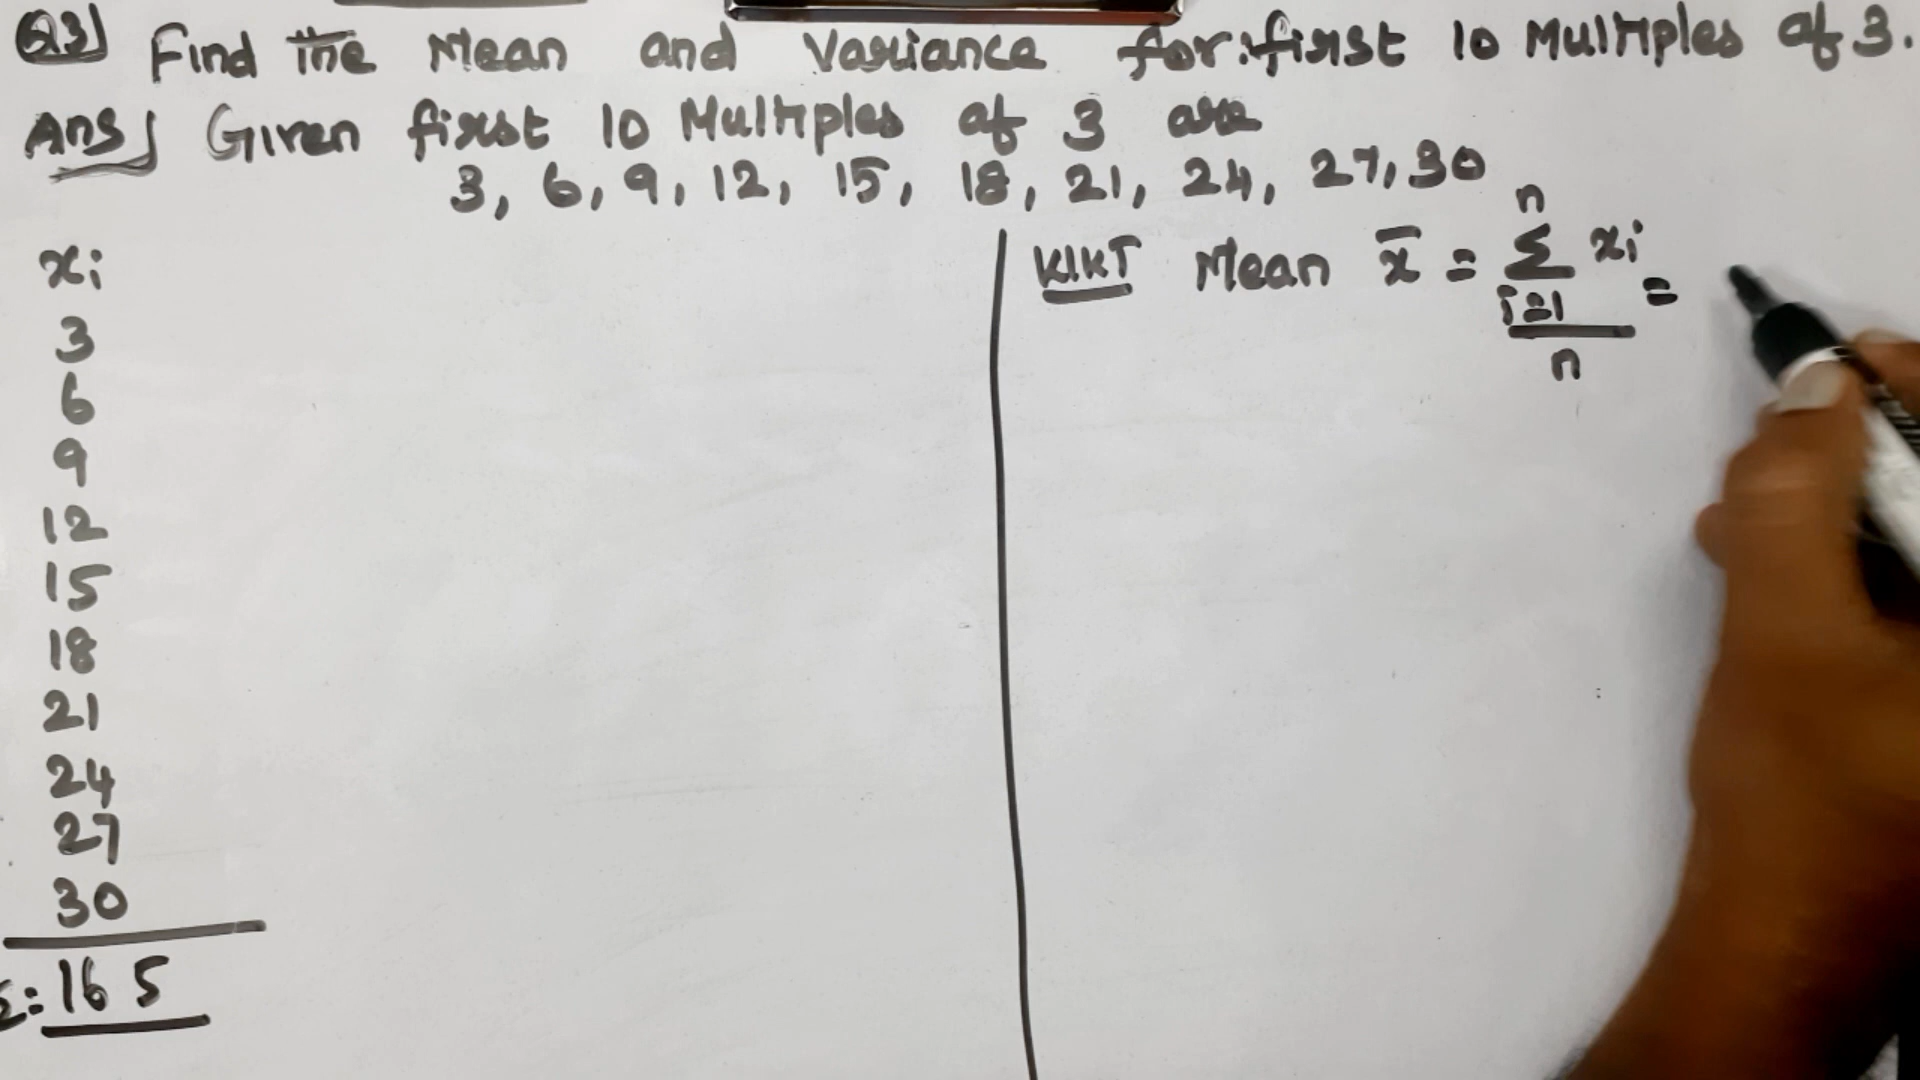 Q3) Find the Mean and Variance for: first 10 Multiples of 3.
Ans) Given first 10 Multiples of 3 are
3, 6, 9, 12, 15, 18, 21, 24, 27, 30
xi
3
6
9
12
15
18
21
24
27
30
Σ: 165
WKT Mean x̄ = Σ xi =
n
i=1
n